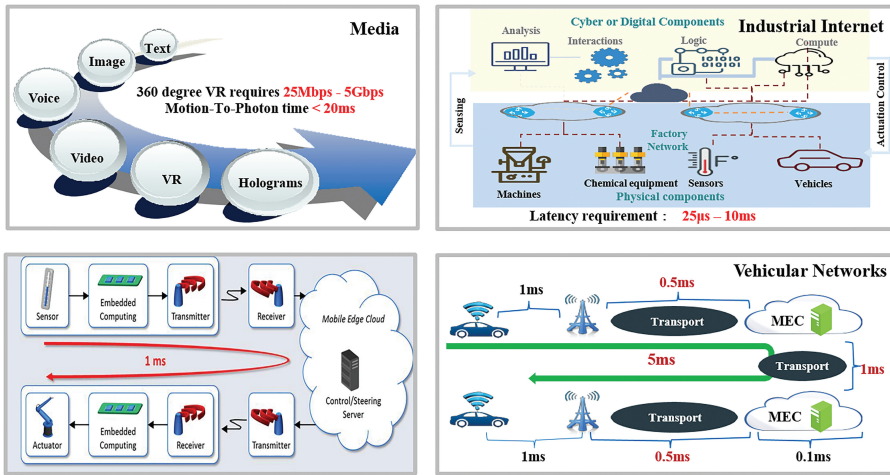 Media
Text
Image
Voice
Video
VR
Holograms
360 degree VR requires 25Mbps - 5Gbps
Motion-To-Photon time < 20ms
Industrial Internet
Cyber or Digital Components
Analysis
Interactions
Logic
Compute
Sensing
Actuation Control
Factory
Network
Machines
Chemical equipment
Sensors
Vehicles
Physical components
Latency requirement : 25μs – 10ms
Sensor
Embedded
Computing
Transmitter
Receiver
Mobile Edge Cloud
1 ms
Control/Steering
Server
Actuator
Embedded
Computing
Receiver
Transmitter
Vehicular Networks
1ms
0.5ms
Transport
MEC
5ms
Transport
1ms
Transport
MEC
1ms
0.5ms
0.1ms